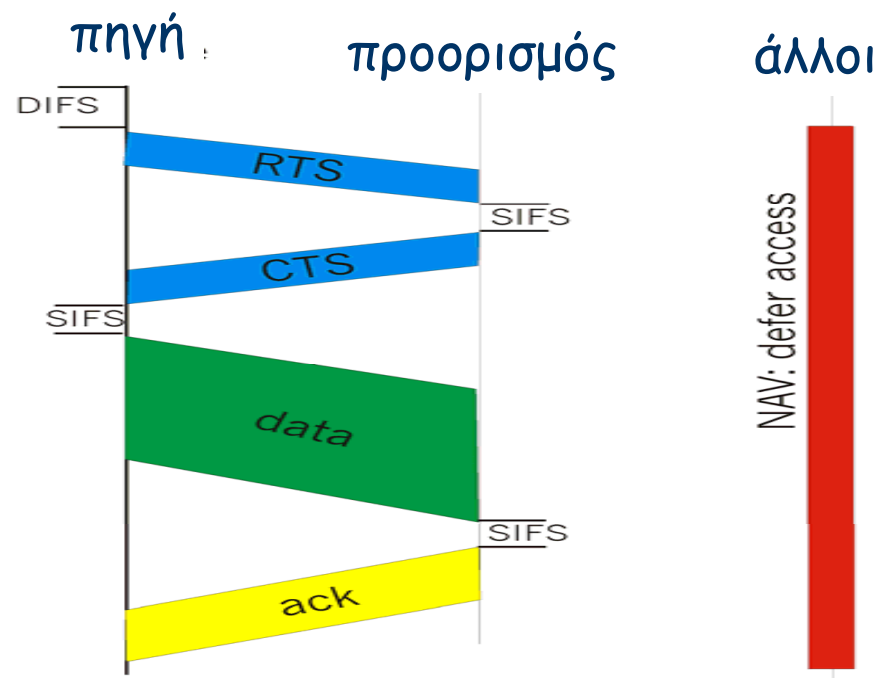 πηγή
προορισμός
άλλοι
DIFS
RTS
SIFS
CTS
SIFS
data
SIFS
ack
NAV: defer access